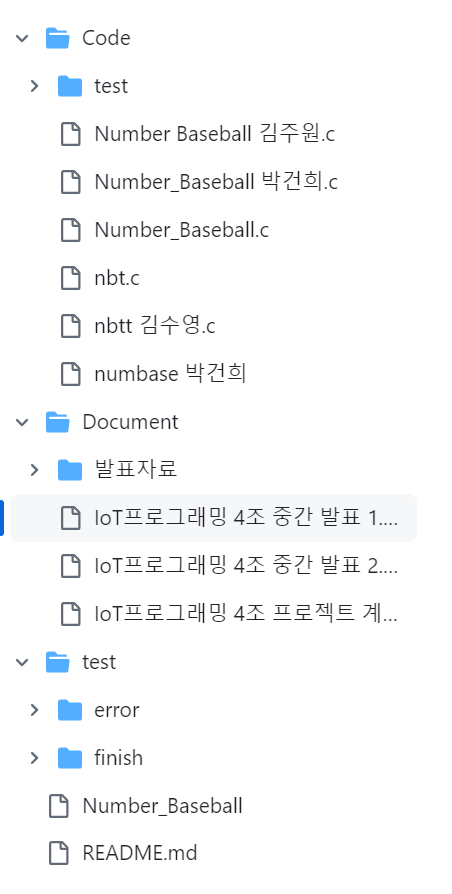 Code
test
Number Baseball 김주원.c
Number_Baseball 박건희.c
Number_Baseball.c
nbt.c
nbtt 김수영.c
numbase 박건희
Document
발표자료
IoT프로그래밍 4조 중간 발표 1....
IoT프로그래밍 4조 중간 발표 2....
IoT프로그래밍 4조 프로젝트 계...
test
error
finish
Number_Baseball
README.md